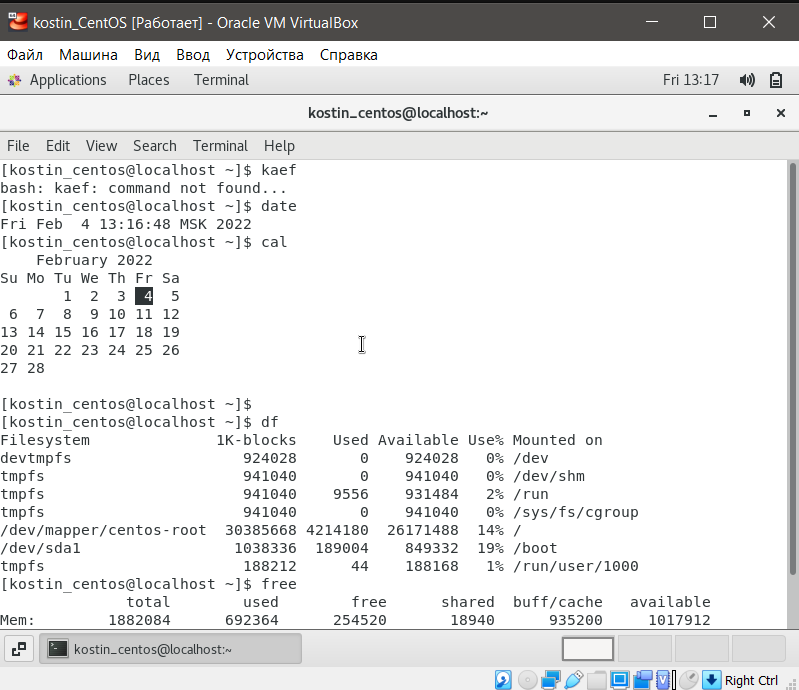 kostin_CentOS [Работает] - Oracle VM VirtualBox
Файл Машина Вид Ввод Устройства Справка
Applications Places Terminal Fri 13:17
kostin_centos@localhost:~
File Edit View Search Terminal Help
[kostin_centos@localhost ~]$ kaef
bash: kaef: command not found...
[kostin_centos@localhost ~]$ date
Fri Feb  4 13:16:48 MSK 2022
[kostin_centos@localhost ~]$ cal
    February 2022
Su Mo Tu We Th Fr Sa
       1  2  3  4  5
 6  7  8  9 10 11 12
13 14 15 16 17 18 19
20 21 22 23 24 25 26
27 28
[kostin_centos@localhost ~]$
[kostin_centos@localhost ~]$ df
Filesystem              1K-blocks    Used Available Use% Mounted on
devtmpfs                   924028       0    924028   0% /dev
tmpfs                      941040       0    941040   0% /dev/shm
tmpfs                      941040    9556    931484   2% /run
tmpfs                      941040       0    941040   0% /sys/fs/cgroup
/dev/mapper/centos-root  30385668 4214180  26171488  14% /
/dev/sda1                 1038336  189004    849332  19% /boot
tmpfs                      188212      44    188168   1% /run/user/1000
[kostin_centos@localhost ~]$ free
              total        used        free      shared  buff/cache   available
Mem:        1882084      692364      254520       18940      935200     1017912
kostin_centos@localhost:~
Right Ctrl